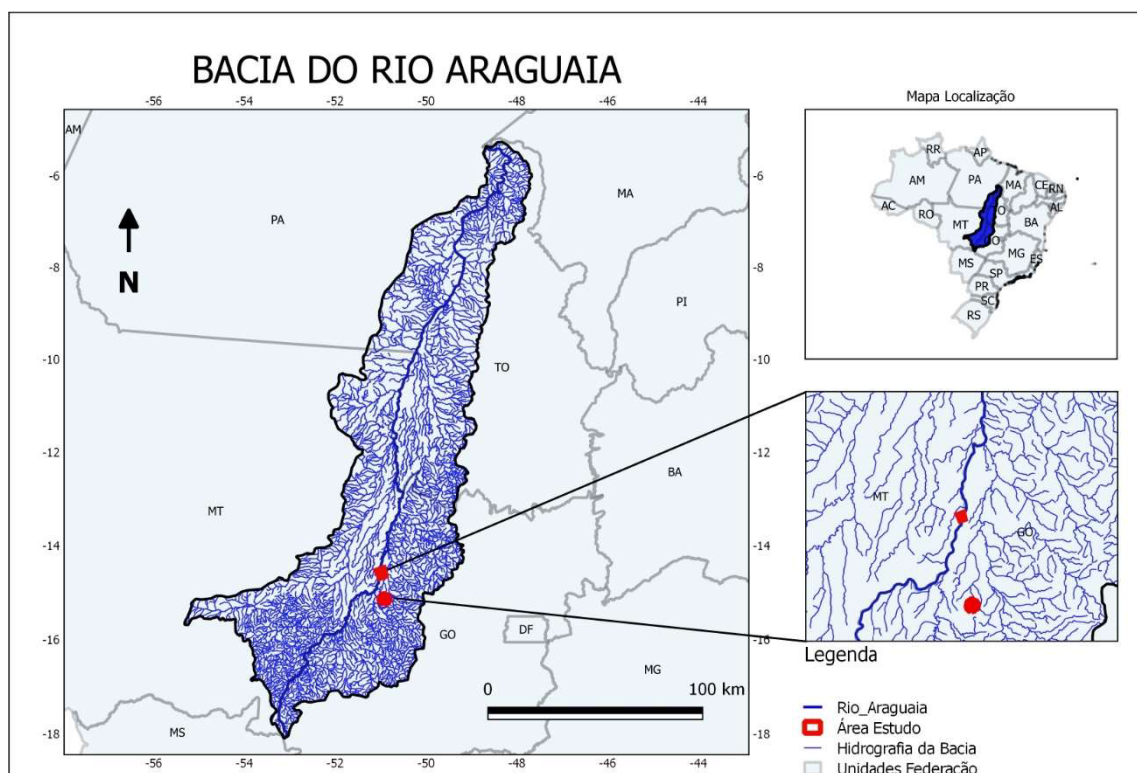 BACIA DO RIO ARAGUAIA
-56 -54 -52 -50 -48 -46 -44
AM
-6
-6
MA
PA
N
-8
-8
PI
-10
-10
TO
-12
-12
BA
MT
-14
-14
-16
-16
GO
DF
MG
0
100 km
MS
-18
-18
-56 -54 -52 -50 -48 -46 -44
Mapa Localização
RR
AP
AM
PA
MA
CE
RN
AC
RO
MT
O
AL
BA
O
MS
MG
ES
SP
PR
SC
RS
MT
GO
Legenda
Rio_Araguaia
Área Estudo
Hidrografia da Bacia
Unidades Federação